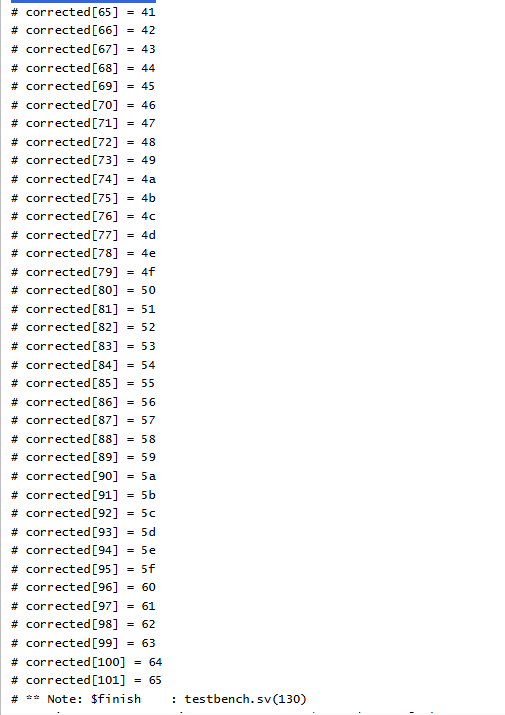 # corrected[65] = 41
# corrected[66] = 42
# corrected[67] = 43
# corrected[68] = 44
# corrected[69] = 45
# corrected[70] = 46
# corrected[71] = 47
# corrected[72] = 48
# corrected[73] = 49
# corrected[74] = 4a
# corrected[75] = 4b
# corrected[76] = 4c
# corrected[77] = 4d
# corrected[78] = 4e
# corrected[79] = 4f
# corrected[80] = 50
# corrected[81] = 51
# corrected[82] = 52
# corrected[83] = 53
# corrected[84] = 54
# corrected[85] = 55
# corrected[86] = 56
# corrected[87] = 57
# corrected[88] = 58
# corrected[89] = 59
# corrected[90] = 5a
# corrected[91] = 5b
# corrected[92] = 5c
# corrected[93] = 5d
# corrected[94] = 5e
# corrected[95] = 5f
# corrected[96] = 60
# corrected[97] = 61
# corrected[98] = 62
# corrected[99] = 63
# corrected[100] = 64
# corrected[101] = 65
# ** Note: $finish    : testbench.sv(130)